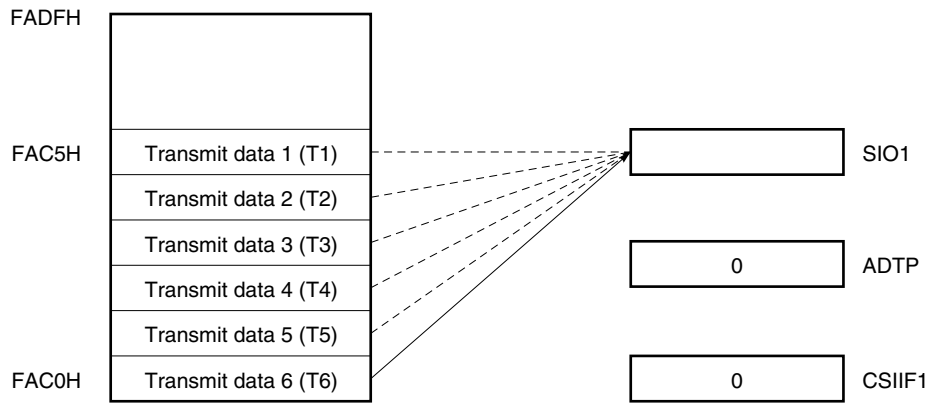 FADFH
FAC5H
Transmit data 1 (T1)
SIO1
Transmit data 2 (T2)
Transmit data 3 (T3)
0
ADTP
Transmit data 4 (T4)
Transmit data 5 (T5)
FAC0H
Transmit data 6 (T6)
0
CSIIF1